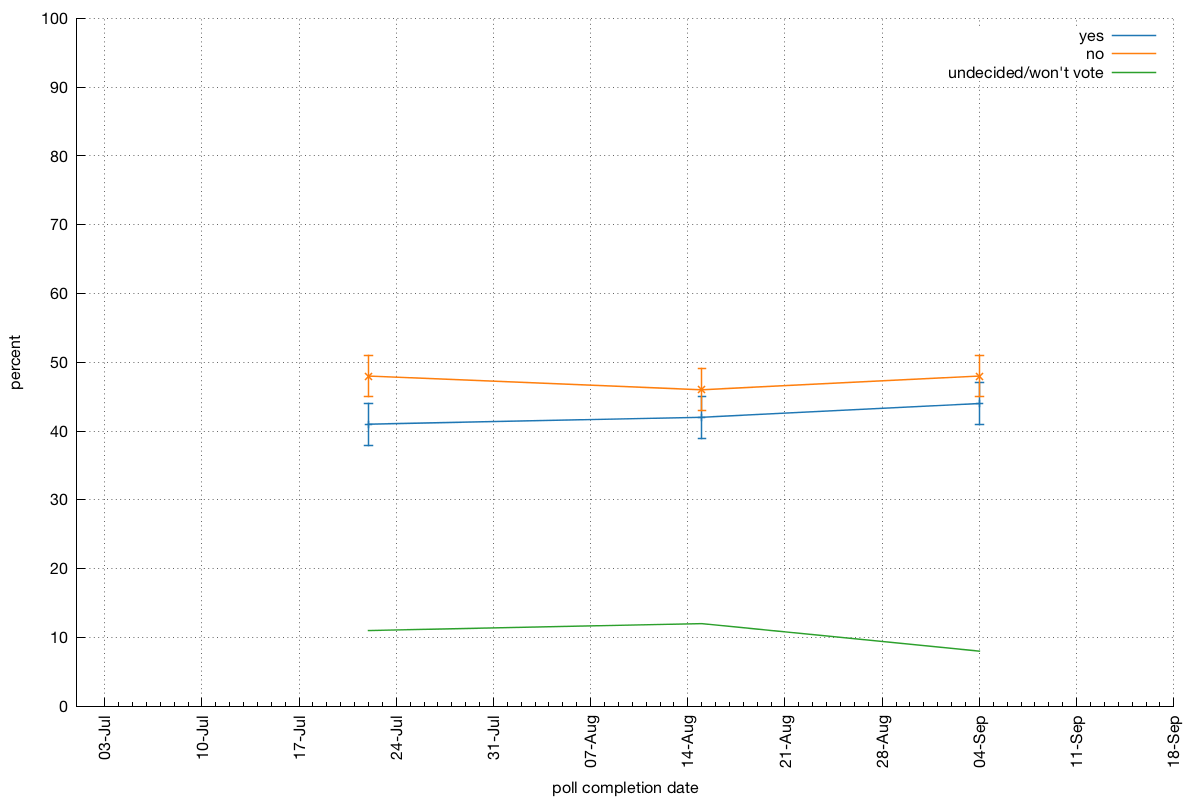 100
90
80
70
60
50
40
30
20
10
0
percent
yes
no
undecided/won't vote
03-Jul
10-Jul
17-Jul
24-Jul
31-Jul
07-Aug
14-Aug
21-Aug
28-Aug
04-Sep
11-Sep
18-Sep
poll completion date